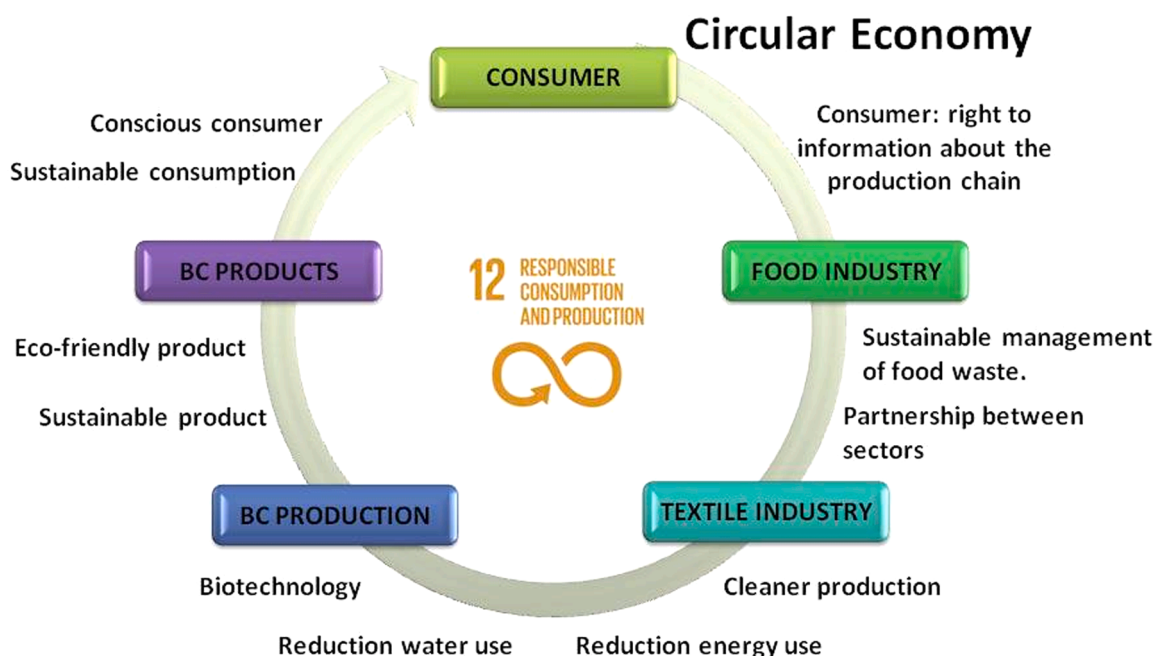 Circular Economy
CONSUMER
Consumer: right to
information about the
production chain
Conscious consumer
Sustainable consumption
BC PRODUCTS
FOOD INDUSTRY
12 RESPONSIBLE
CONSUMPTION
AND PRODUCTION
Eco-friendly product
Sustainable product
Sustainable management
of food waste.
Partnership between
sectors
BC PRODUCTION
TEXTILE INDUSTRY
Biotechnology
Cleaner production
Reduction water use
Reduction energy use